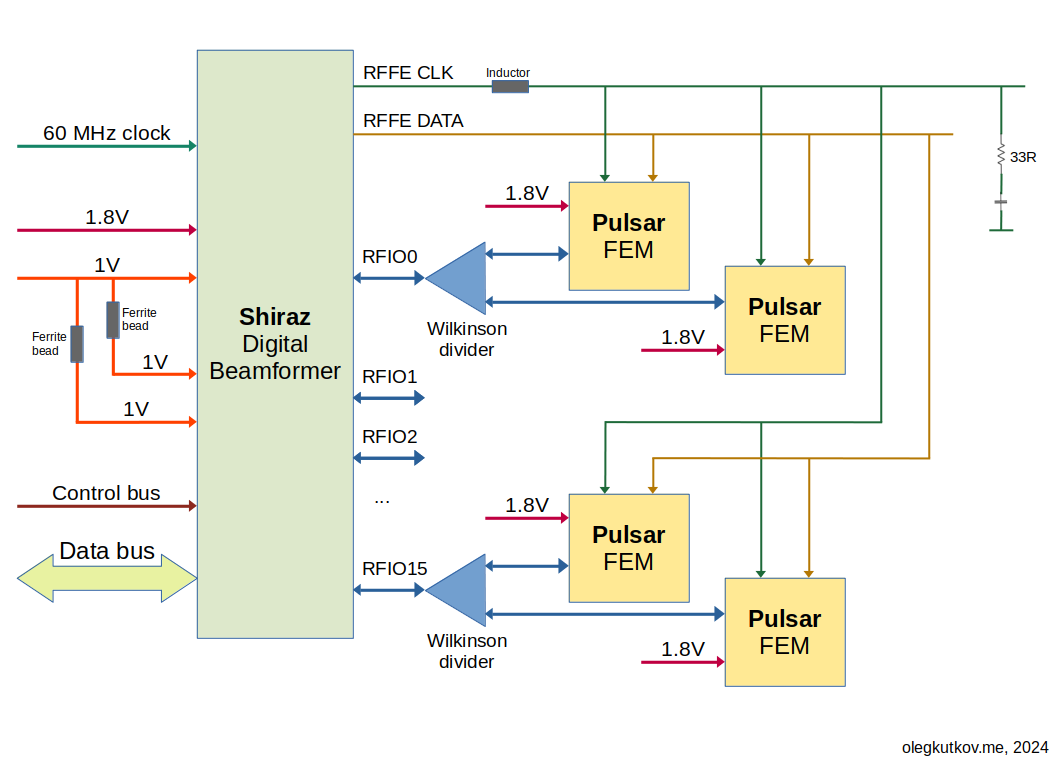 RFFE CLK
Inductor
RFFE DATA
60 MHz clock
33R
1.8V
1.8V
Pulsar
FEM
RFIO0
1V
Pulsar
FEM
Ferrite
bead
Ferrite
bead
Shiraz
Digital
Beamformer
Wilkinson
divider
1.8V
1V
RFIO1
1V
RFIO2
Control bus
...
1.8V
Pulsar
FEM
Data bus
RFIO15
Pulsar
FEM
Wilkinson
divider
1.8V
olegkutkov.me, 2024